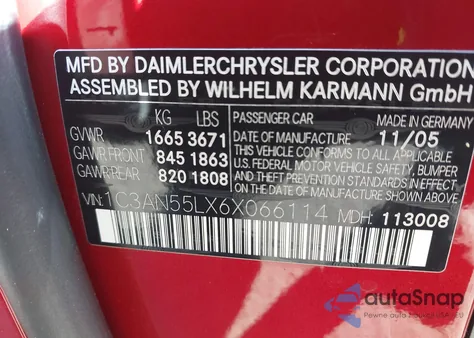 MFD BY DAIMLERCHRYSLER CORPORATION
ASSEMBLED BY WILHELM KARMANN GmbH
KG LBS PASSENGER CAR MADE IN GERMANY
GVWR 1665 3671 DATE OF MANUFACTURE 11/05
GAWR FRONT 845 1863 THIS VEHICLE CONFORMS TO ALL APPLICABLE
GAWR REAR 820 1808 U.S. FEDERAL MOTOR VEHICLE SAFETY, BUMPER,
AND THEFT PREVENTION STANDARDS IN EFFECT
ON THE DATE OF MANUFACTURE SHOWN ABOVE.
VIN: 1C3AN55LX6X066114 MDH: 113008
autoSnap
Pewne auta z